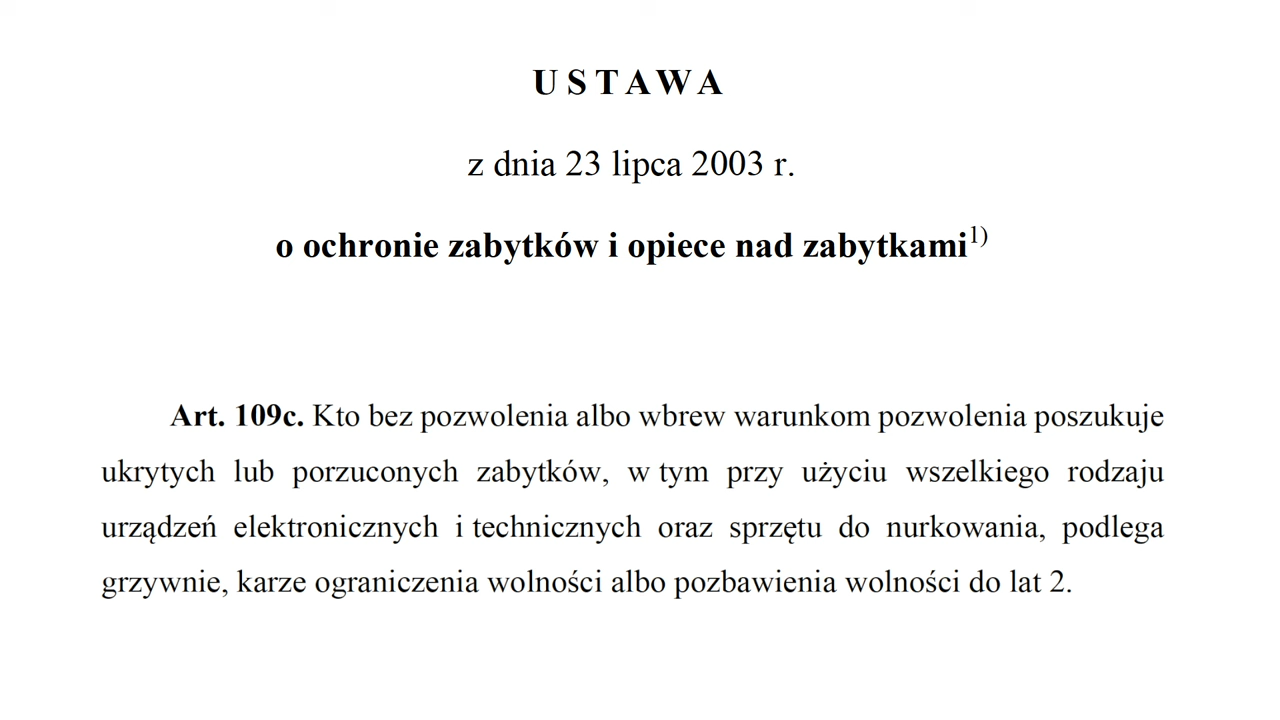 USTAWA
z dnia 23 lipca 2003 r.
o ochronie zabytków i opiece nad zabytkami1)
Art. 109c. Kto bez pozwolenia albo wbrew warunkom pozwolenia poszukuje
ukrytych lub porzuconych zabytków, w tym przy użyciu wszelkiego rodzaju
urządzeń elektronicznych i technicznych oraz sprzętu do nurkowania, podlega
grzywnie, karze ograniczenia wolności albo pozbawienia wolności do lat 2.